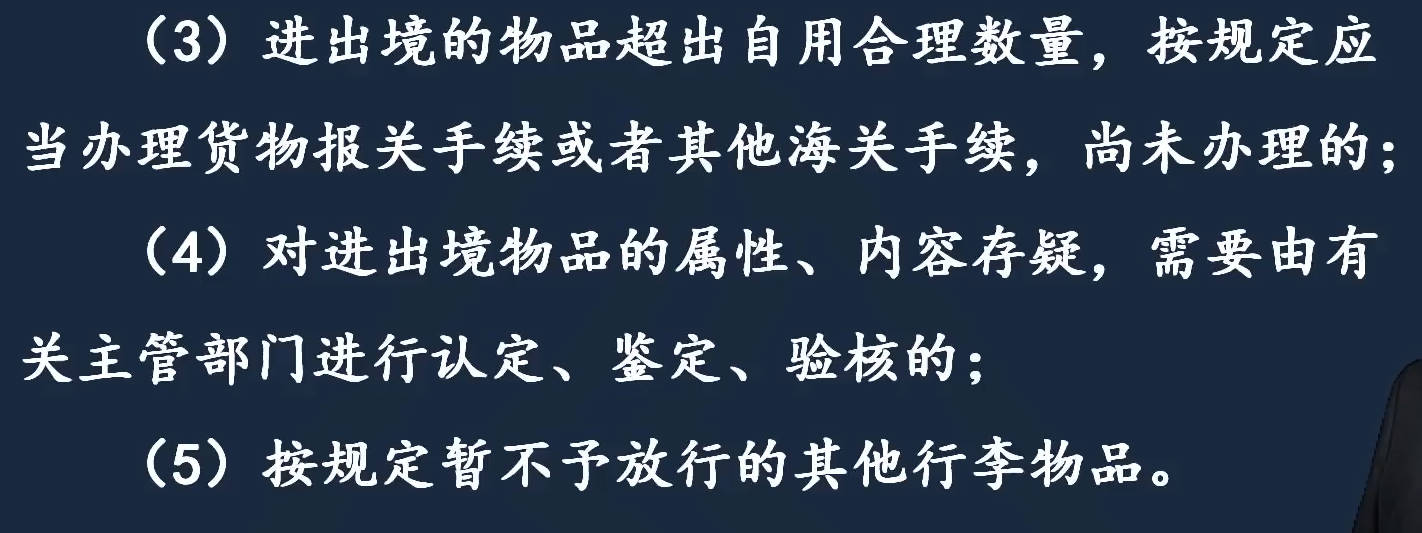 （3）进出境的物品超出自用合理数量，按规定应
当办理货物报关手续或者其他海关手续，尚未办理的；
（4）对进出境物品的属性、内容存疑，需要由有
关主管部门进行认定、鉴定、验核的；
（5）按规定暂不予放行的其他行李物品。